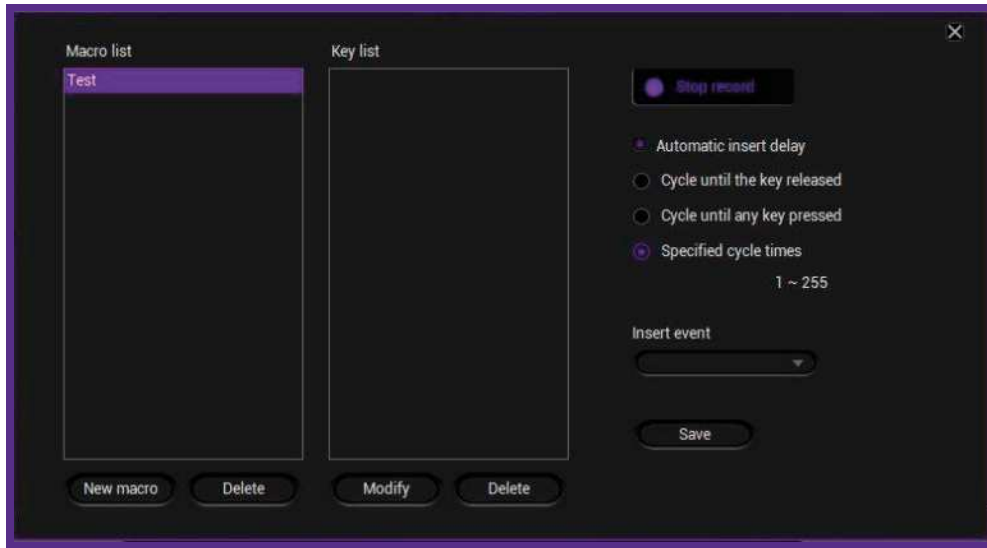 Macro list
Key list
Test
Stop record
Automatic insert delay
Cycle until the key released
Cycle until any key pressed
Specified cycle times
1 ~ 255
Insert event
Save
New macro
Delete
Modify
Delete